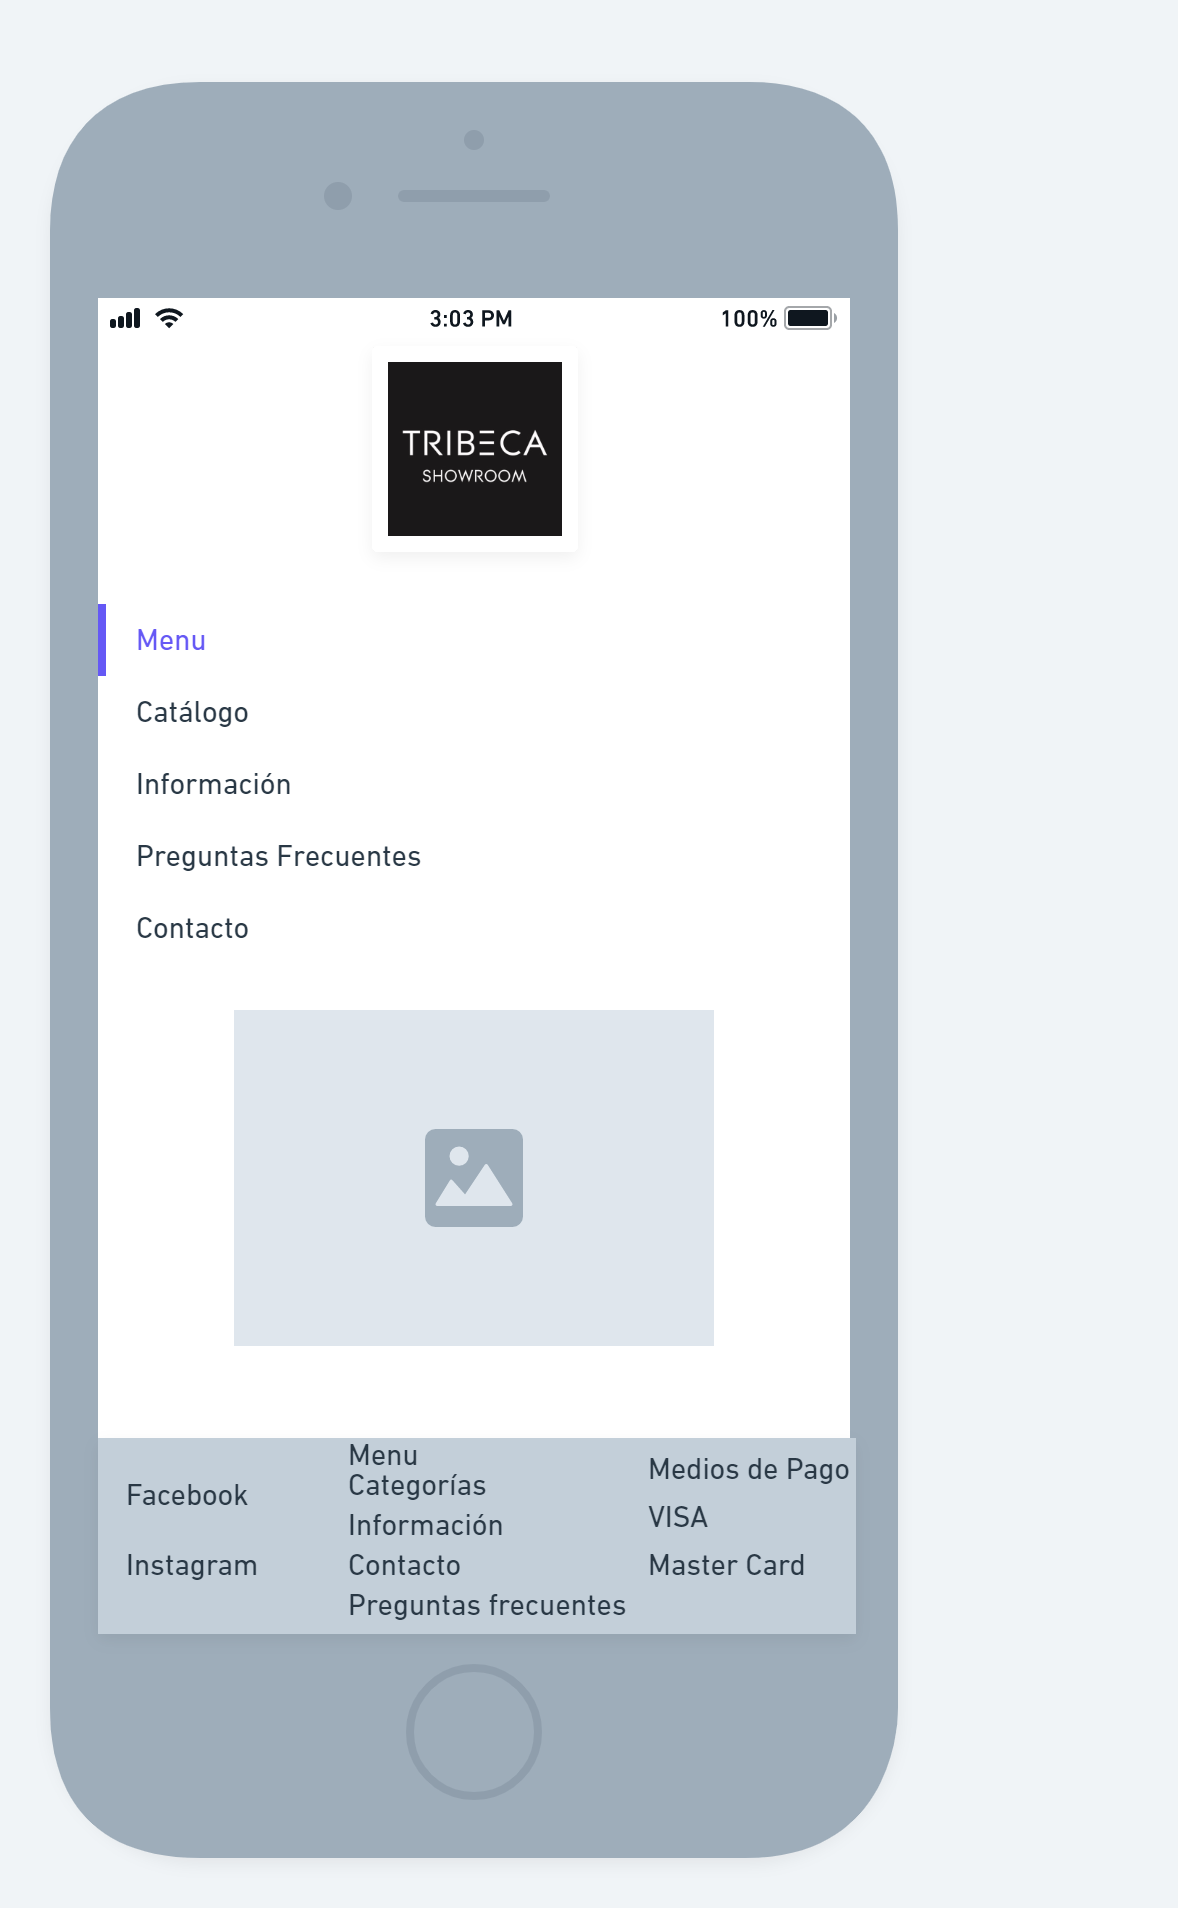 3:03 PM
100%
TRIBECA
SHOWROOM
Menu
Catálogo
Información
Preguntas Frecuentes
Contacto
Facebook
Instagram
Menu
Categorías
Información
Contacto
Preguntas frecuentes
Medios de Pago
VISA
Master Card